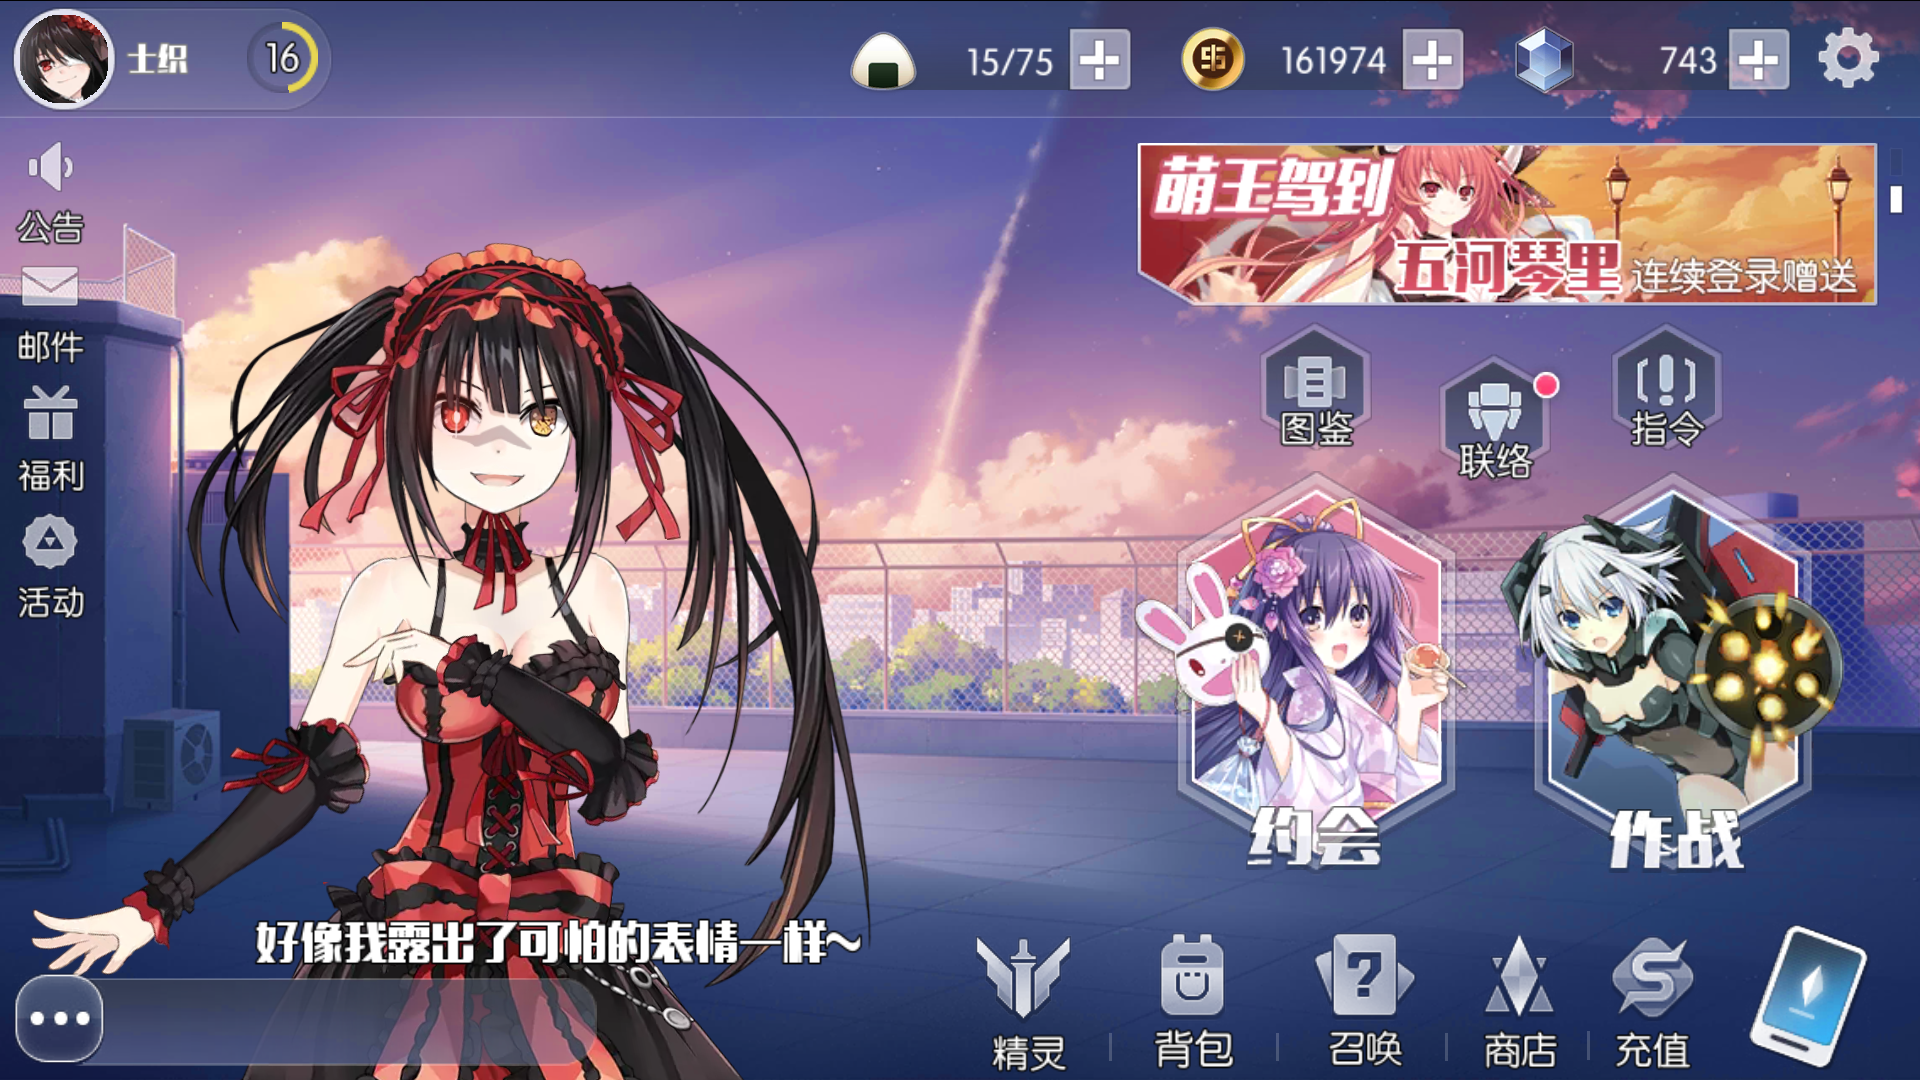 士织
16
15/75
161974
743
公告
邮件
福利
活动
萌王驾到
五河琴里 连续登录赠送
图鉴
联络
指令
约会
作战
好像我露出了可怕的表情一样~
精灵
背包
召唤
商店
充值